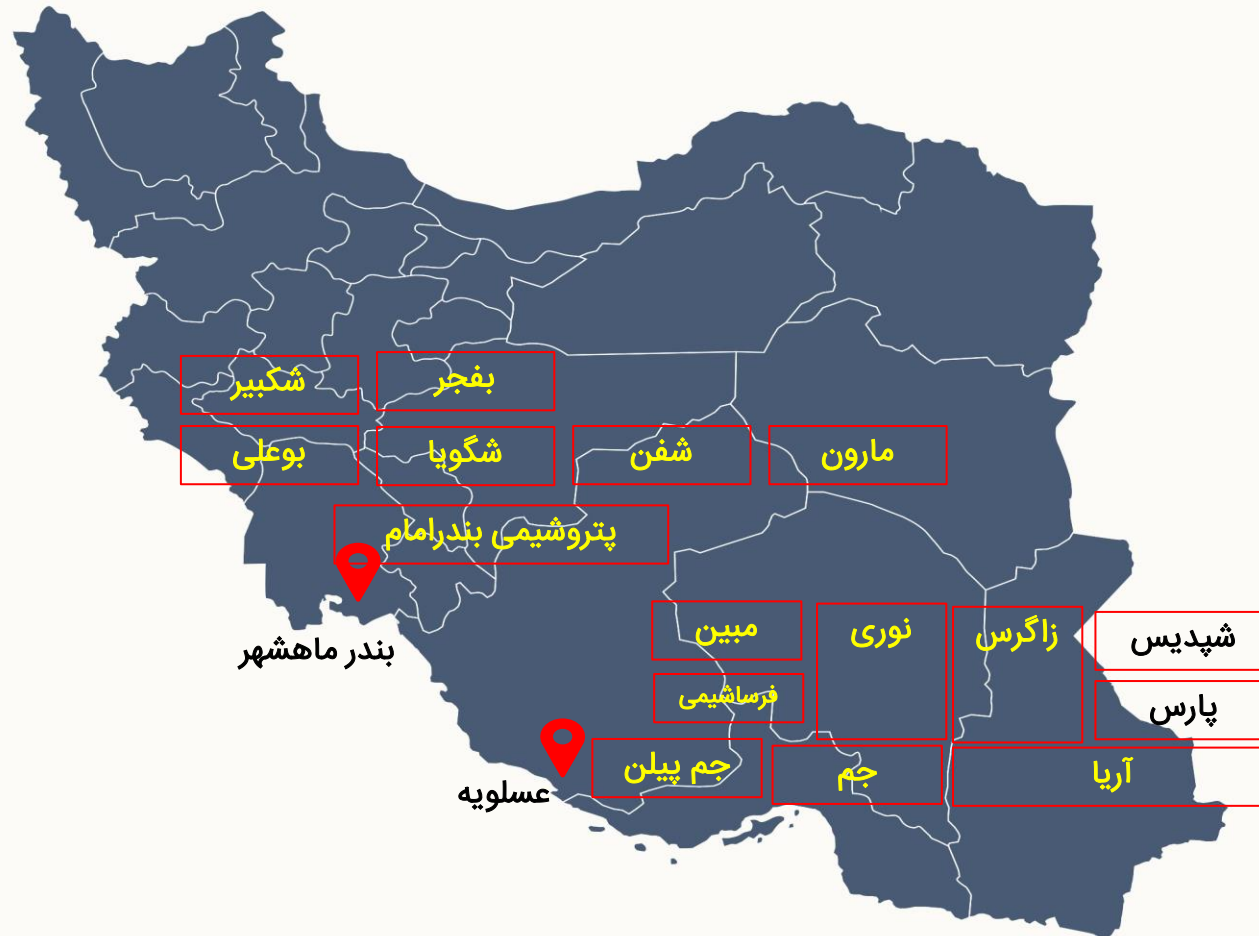 شکبیر
بفجر
بوعلی
شگویا
شفن
مارون
پتروشیمی بندرامام
بندر ماهشهر
مبین
نوری
زاگرس
شپدیس
فرساشیمی
پارس
جم پیلن
جم
آریا
عسلویه